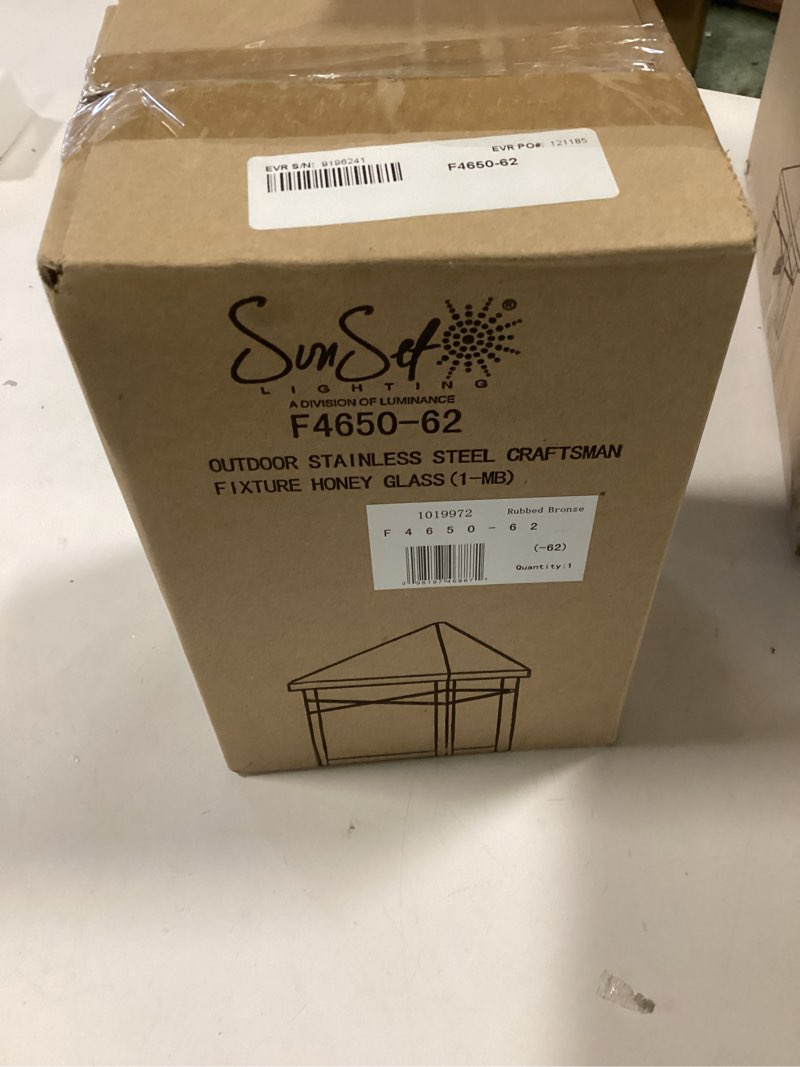 EVR S/N: 9196241
EVR PO#: 121185
F4650-62
SunSet ®
LIGHTING
A DIVISION OF LUMINANCE
F4650-62
OUTDOOR STAINLESS STEEL CRAFTSMAN
FIXTURE HONEY GLASS(1-MB)
1019972 Rubbed Bronze
F 4 6 5 0 - 6 2
(-62)
Quantity:1